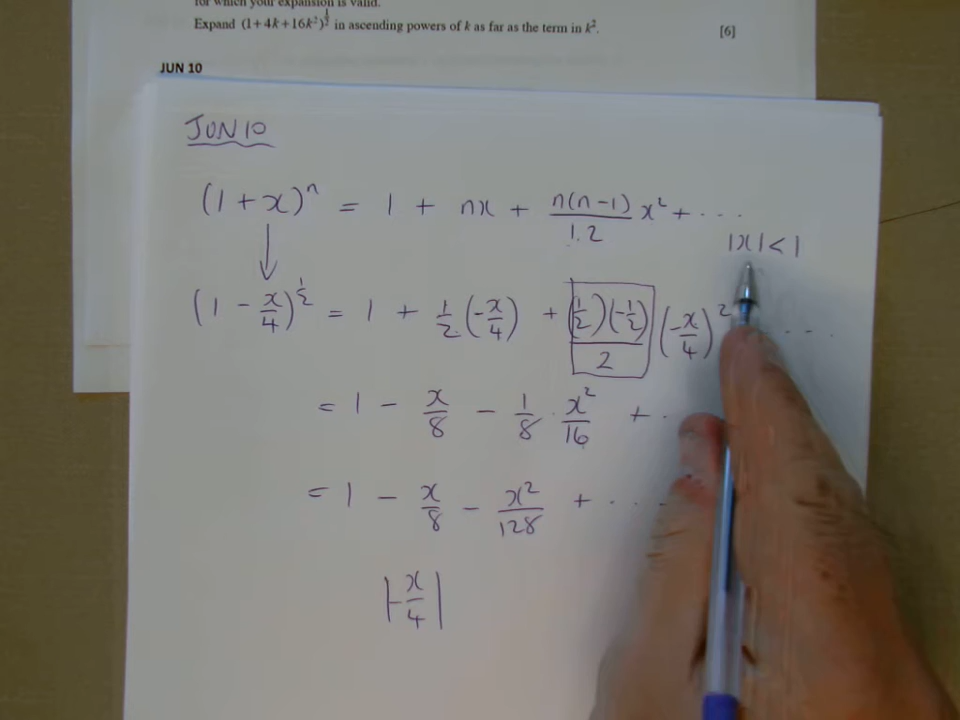 for which your expansion is valid.
Expand (1+4k+16k²)^½ in ascending powers of k as far as the term in k². [6]
JUN 10
JUN 10
(1 + x)ⁿ = 1 + nx + n(n-1)/1.2 x² + ...
|x| < 1
(1 - x/4)^½ = 1 + ½(-x/4) + (½)(-½)/2 (-x/4)² ...
= 1 - x/8 - 1/8 . x²/16 + .
= 1 - x/8 - x²/128 + ...
|-x/4|